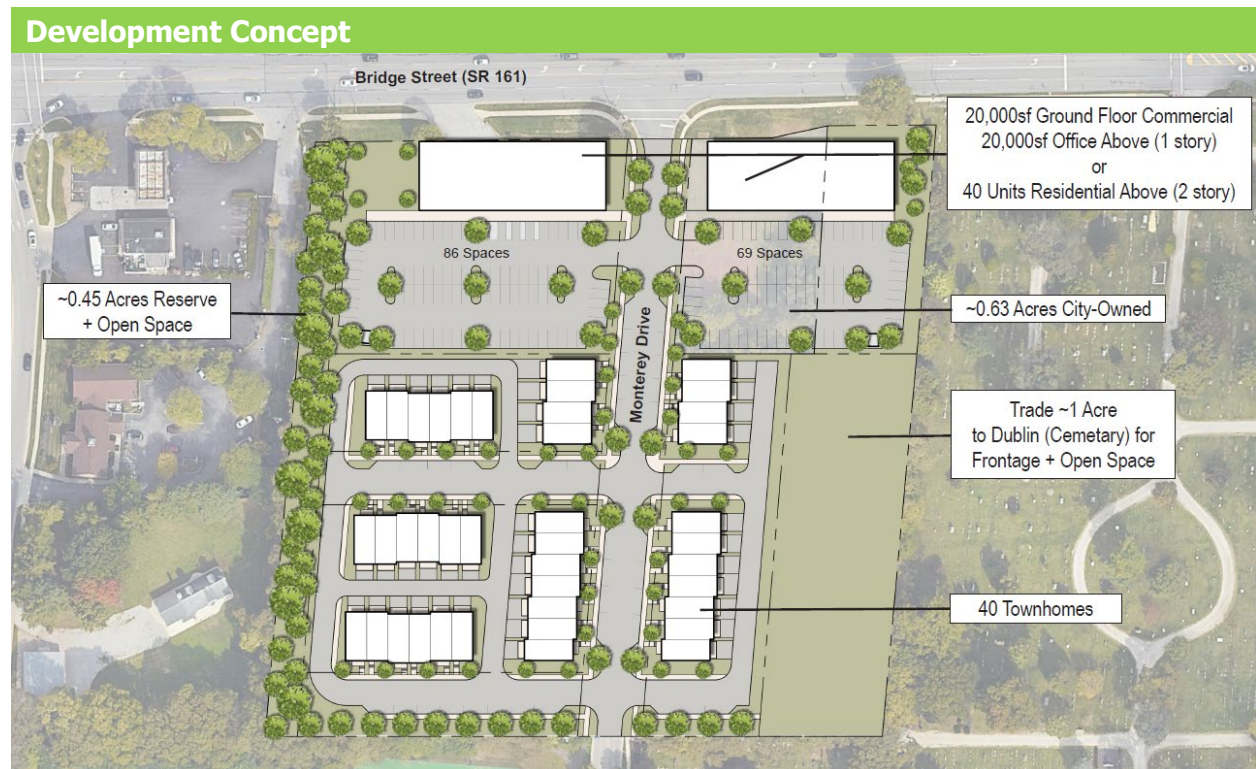 Development Concept
Bridge Street (SR 161)
20,000sf Ground Floor Commercial
20,000sf Office Above (1 story)
or
40 Units Residential Above (2 story)
86 Spaces
69 Spaces
~0.45 Acres Reserve
+ Open Space
~0.63 Acres City-Owned
Monterey Drive
Trade ~1 Acre
to Dublin (Cemetary) for
Frontage + Open Space
40 Townhomes